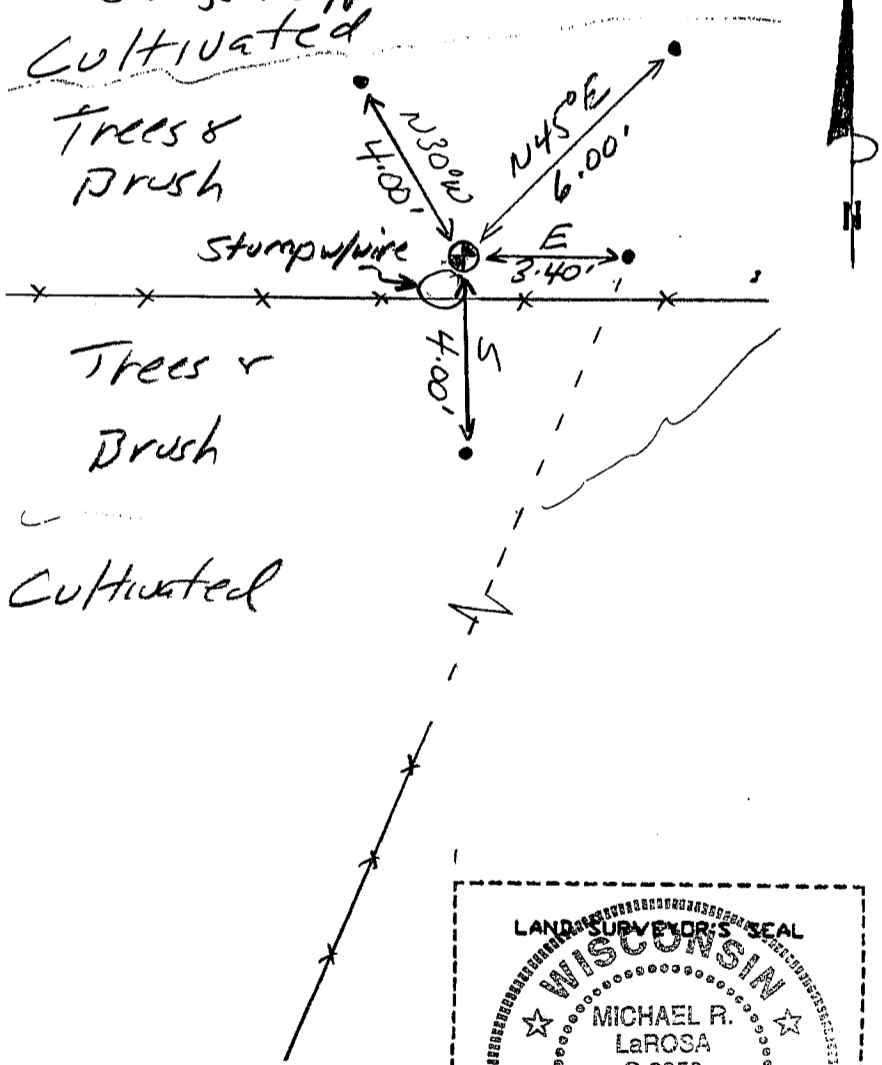 Cultivated
Trees &
Brush
N30°W
4.00'
N45°E
6.00'
Stump w/wire
E
3.40'
N
S
4.00'
Trees &
Brush
Cultivated
LAND SURVEYOR'S SEAL
WISCONSIN
MICHAEL R.
LaROSA